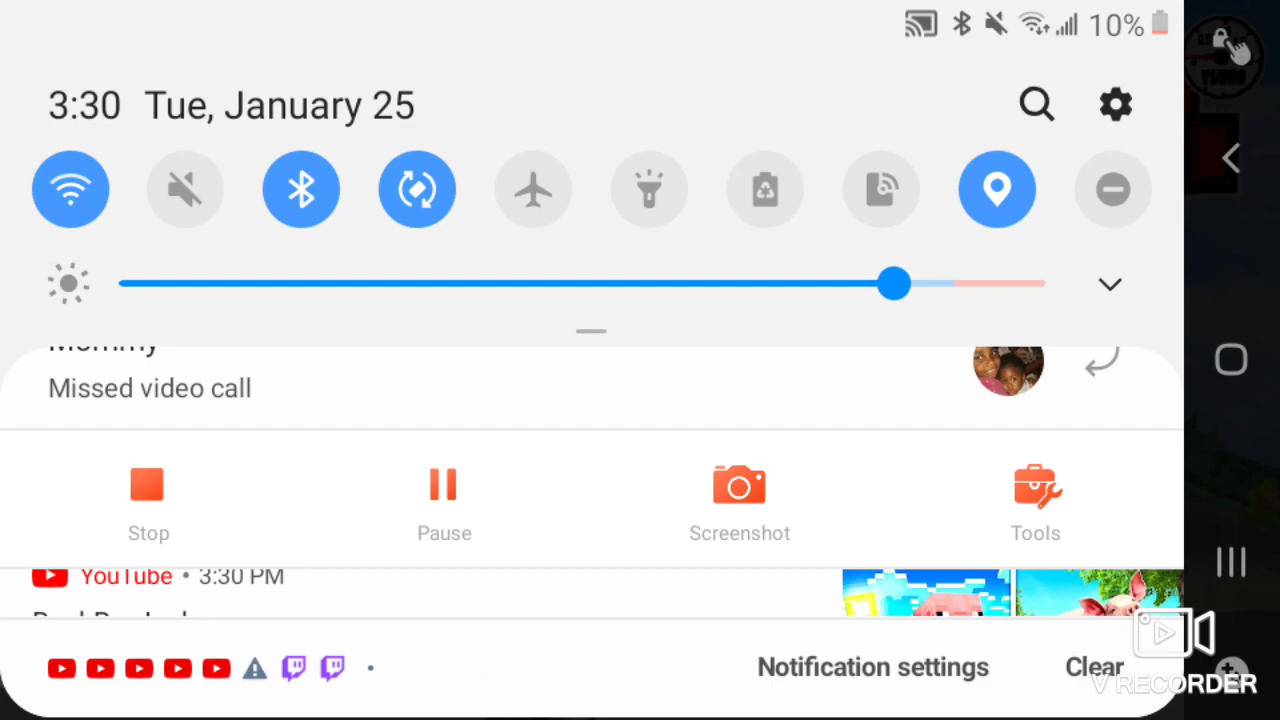 10%
3:30 Tue, January 25
Mommy
Missed video call
Stop Pause Screenshot Tools
YouTube • 3:30 PM
Notification settings Clear
V RECORDER